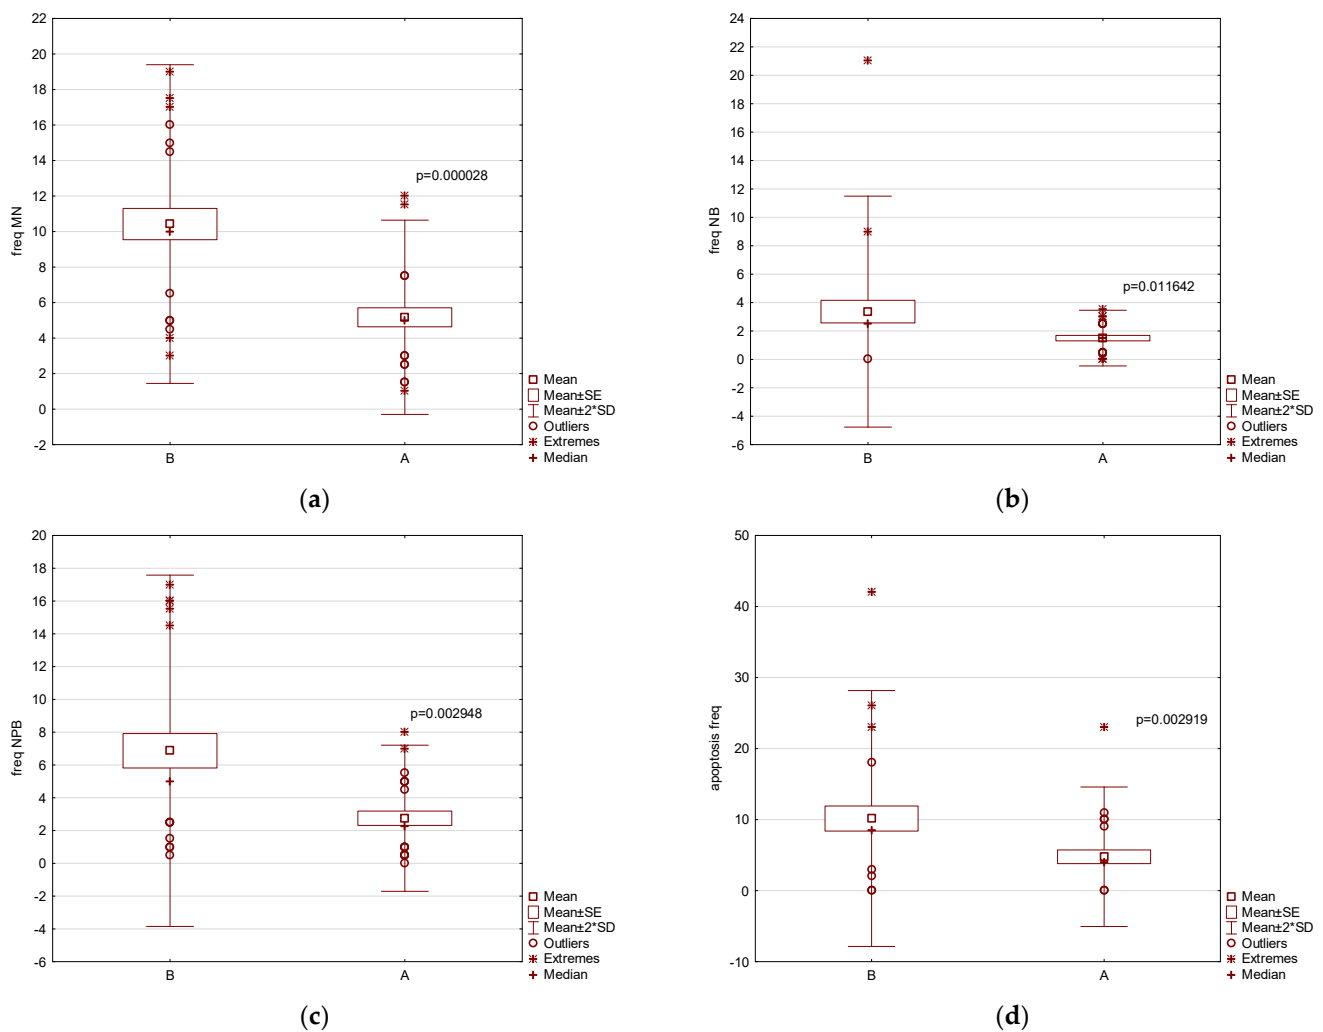 22
20
18
16
14
12
10
8
6
4
2
0
-2
freq MN
p=0.000028
B
A
Mean
Mean±SE
Mean±2*SD
Outliers
Extremes
Median
(a)
24
22
20
18
16
14
12
10
8
6
4
2
0
-2
-4
-6
freq NB
p=0.011642
B
A
Mean
Mean±SE
Mean±2*SD
Outliers
Extremes
Median
(b)
20
18
16
14
12
10
8
6
4
2
0
-2
-4
-6
freq NPB
p=0.002948
B
A
Mean
Mean±SE
Mean±2*SD
Outliers
Extremes
Median
(c)
50
40
30
20
10
0
-10
apoptosis freq
p=0.002919
B
A
Mean
Mean±SE
Mean±2*SD
Outliers
Extremes
Median
(d)